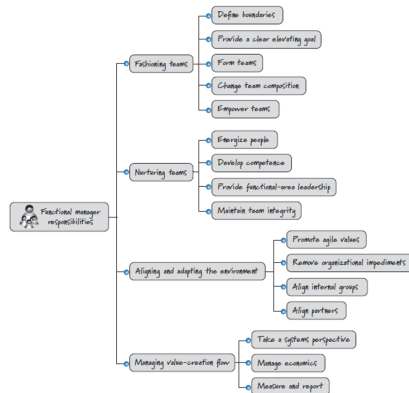 Functional manager
responsibilities
Fashioning teams
Define boundaries
Provide a clear elevating goal
Form teams
Change team composition
Empower teams
Nurturing teams
Energize people
Develop competence
Provide functional-area leadership
Maintain team integrity
Aligning and adapting the environment
Promote agile values
Remove organizational impediments
Align internal groups
Align partners
Managing value-creation flow
Take a systems perspective
Manage economics
Measure and report